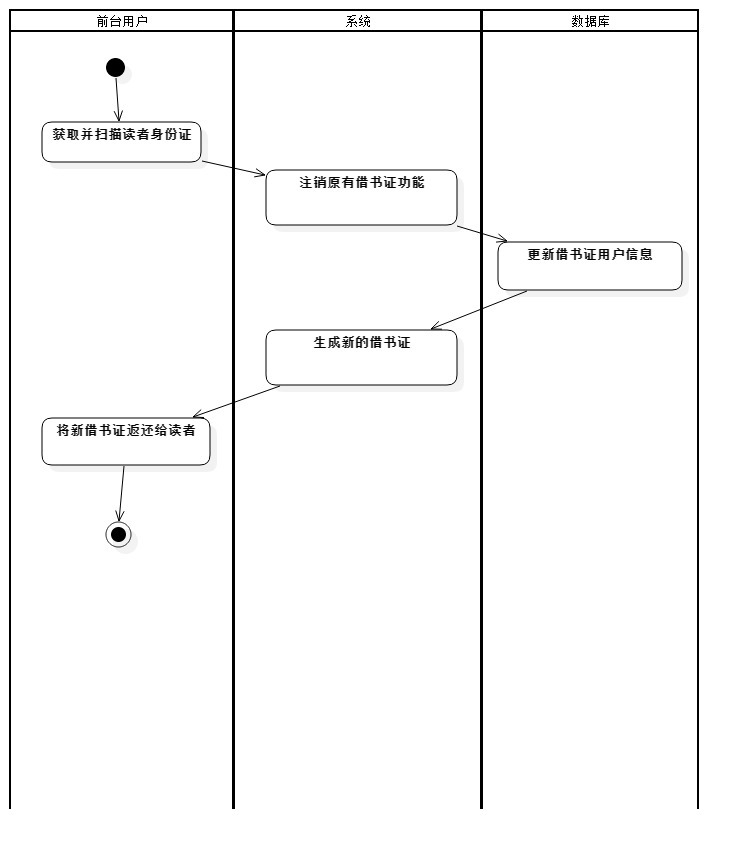 前台用户
系统
数据库
获取并扫描读者身份证
注销原有借书证功能
更新借书证用户信息
生成新的借书证
将新借书证返还给读者